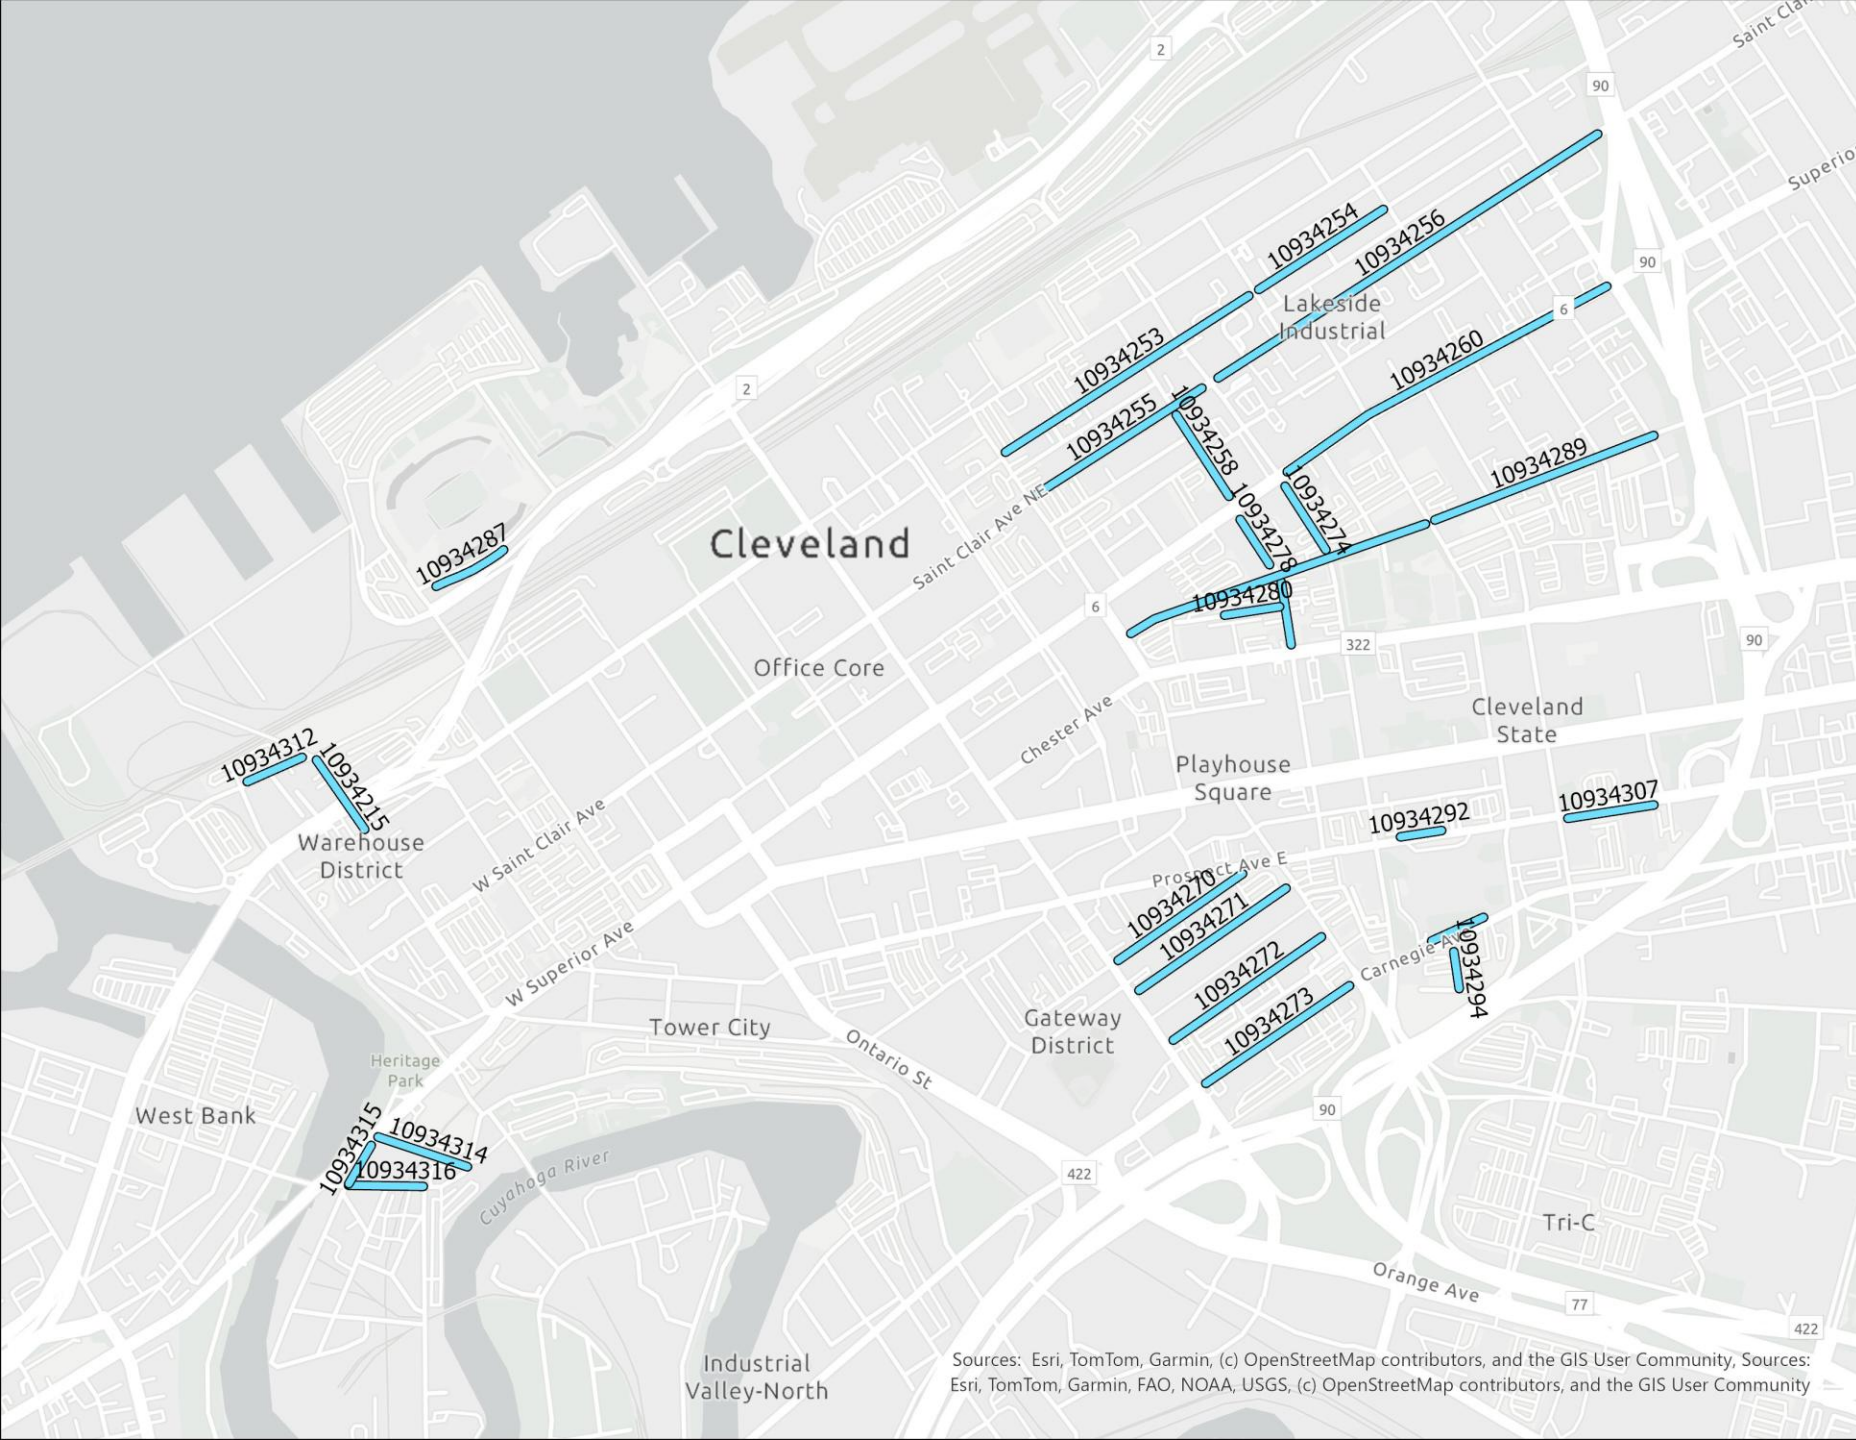 2
90
Saint Clai
Superio
10934254
10934256
Lakeside
Industrial
90
6
10934253
10934260
2
10934255
10934258
10934289
10934274
Saint Clair Ave NE
10934278
Cleveland
10934287
6
10934280
322
90
Office Core
Chester Ave
Cleveland
State
10934312
10934215
Playhouse
Square
10934307
10934292
Warehouse
District
W Saint Clair Ave
Prospect Ave E
10934270
10934271
W Superior Ave
Carnegie Ave
10934294
10934272
10934273
Gateway
District
Tower City
Ontario St
Heritage
Park
West Bank
90
10934315
10934314
10934316
Cuyahoga River
422
Tri-C
Orange Ave
77
422
Industrial
Valley-North
Sources: Esri, TomTom, Garmin, (c) OpenStreetMap contributors, and the GIS User Community, Sources:
Esri, TomTom, Garmin, FAO, NOAA, USGS, (c) OpenStreetMap contributors, and the GIS User Community